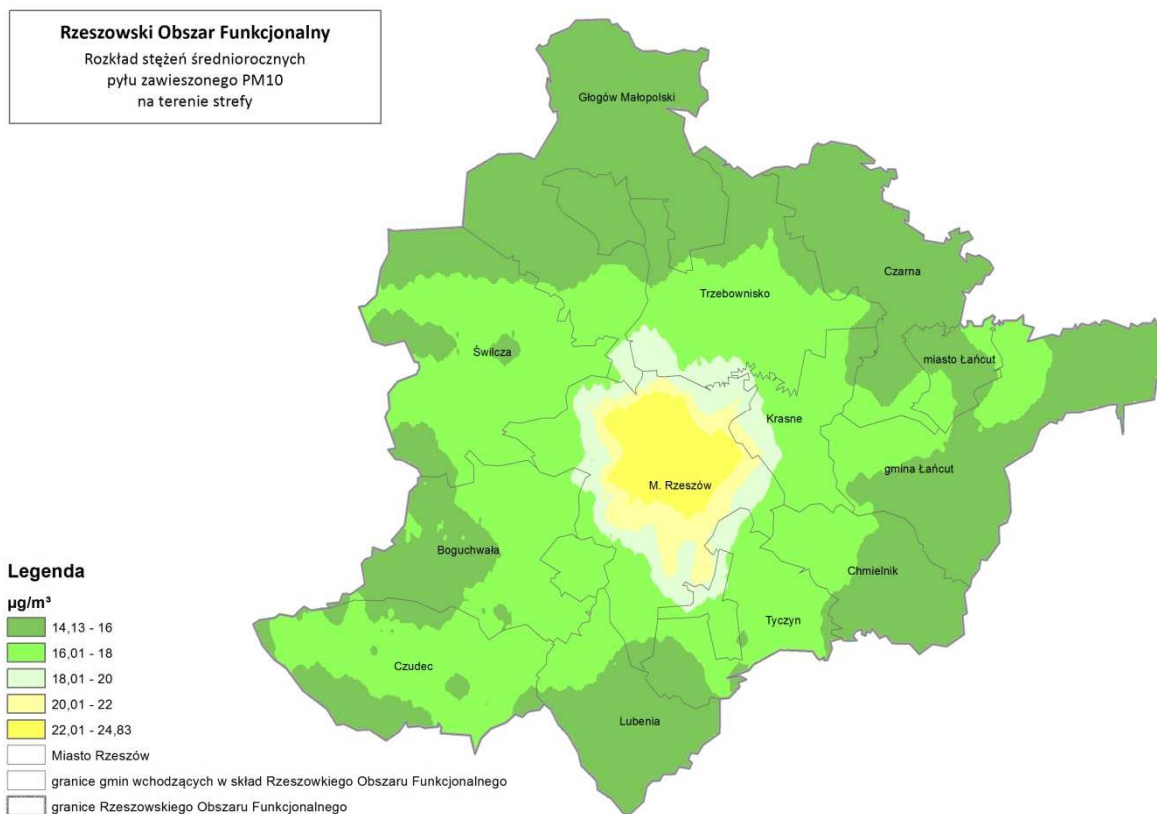 Rzeszowski Obszar Funkcjonalny
Rozkład stężeń średniorocznych
pyłu zawieszonego PM10
na terenie strefy
Głogów Małopolski
Czarna
Trzebownisko
Świlcza
miasto Łańcut
Krasne
gmina Łańcut
M. Rzeszów
Boguchwała
Chmielnik
Tyczyn
Czudec
Lubenia
Legenda
µg/m³
14,13 - 16
16,01 - 18
18,01 - 20
20,01 - 22
22,01 - 24,83
Miasto Rzeszów
granice gmin wchodzących w skład Rzeszowkiego Obszaru Funkcjonalnego
granice Rzeszowskiego Obszaru Funkcjonalnego